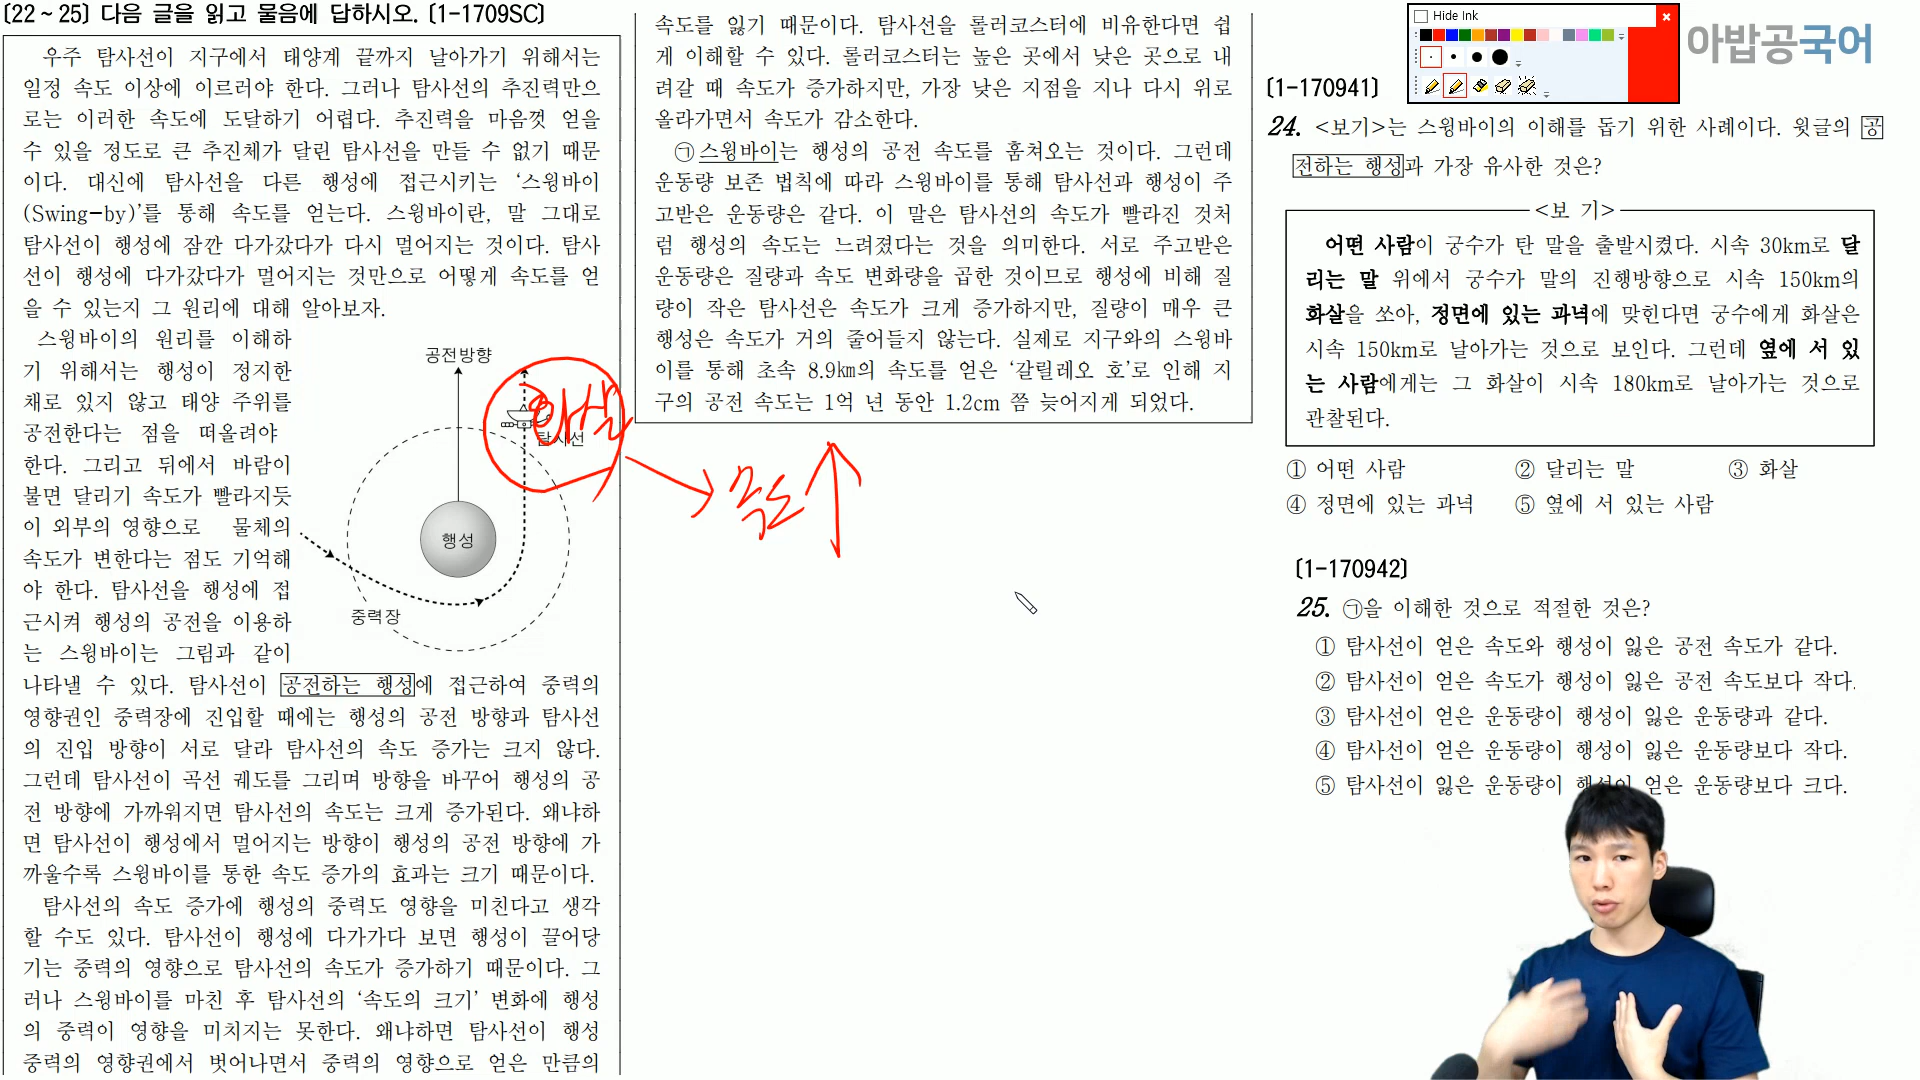 [22~25] 다음 글을 읽고 물음에 답하시오. [1-1709SC]
우주 탐사선이 지구에서 태양계 끝까지 날아가기 위해서는
일정 속도 이상에 이르러야 한다. 그러나 탐사선의 추진력만으
로는 이러한 속도에 도달하기 어렵다. 추진력을 마음껏 얻을
수 있을 정도로 큰 추진체가 달린 탐사선을 만들 수 없기 때문
이다. 대신에 탐사선을 다른 행성에 접근시키는 ‘스윙바이
(Swing-by)’를 통해 속도를 얻는다. 스윙바이란, 말 그대로
탐사선이 행성에 잠깐 다가갔다가 다시 멀어지는 것이다. 탐사
선이 행성에 다가갔다가 멀어지는 것만으로 어떻게 속도를 얻
을 수 있는지 그 원리에 대해 알아보자.
스윙바이의 원리를 이해하
기 위해서는 행성이 정지한
채로 있지 않고 태양 주위를
공전한다는 점을 떠올려야
한다. 그리고 뒤에서 바람이
불면 달리기 속도가 빨라지듯
이 외부의 영향으로 물체의
속도가 변한다는 점도 기억해
야 한다. 탐사선을 행성에 접
근시켜 행성의 공전을 이용하
는 스윙바이는 그림과 같이
공전방향
화살
탐사선
행성
중력장
나타낼 수 있다. 탐사선이 공전하는 행성에 접근하여 중력의
영향권인 중력장에 진입할 때에는 행성의 공전 방향과 탐사선
의 진입 방향이 서로 달라 탐사선의 속도 증가는 크지 않다.
그런데 탐사선이 곡선 궤도를 그리며 방향을 바꾸어 행성의 공
전 방향에 가까워지면 탐사선의 속도는 크게 증가된다. 왜냐하
면 탐사선이 행성에서 멀어지는 방향이 행성의 공전 방향에 가
까울수록 스윙바이를 통한 속도 증가의 효과는 크기 때문이다.
탐사선의 속도 증가에 행성의 중력도 영향을 미친다고 생각
할 수도 있다. 탐사선이 행성에 다가가다 보면 행성이 끌어당
기는 중력의 영향으로 탐사선의 속도가 증가하기 때문이다. 그
러나 스윙바이를 마친 후 탐사선의 ‘속도의 크기’ 변화에 행성
의 중력이 영향을 미치지는 못한다. 왜냐하면 탐사선이 행성
중력의 영향권에서 벗어나면서 중력의 영향으로 얻은 만큼의
속도를 잃기 때문이다. 탐사선을 롤러코스터에 비유한다면 쉽
게 이해할 수 있다. 롤러코스터는 높은 곳에서 낮은 곳으로 내
려갈 때 속도가 증가하지만, 가장 낮은 지점을 지나 다시 위로
올라가면서 속도가 감소한다.
㉠스윙바이는 행성의 공전 속도를 훔쳐오는 것이다. 그런데
운동량 보존 법칙에 따라 스윙바이를 통해 탐사선과 행성이 주
고받은 운동량은 같다. 이 말은 탐사선의 속도가 빨라진 것처
럼 행성의 속도는 느려졌다는 것을 의미한다. 서로 주고받은
운동량은 질량과 속도 변화량을 곱한 것이므로 행성에 비해 질
량이 작은 탐사선은 속도가 크게 증가하지만, 질량이 매우 큰
행성은 속도가 거의 줄어들지 않는다. 실제로 지구와의 스윙바
이를 통해 초속 8.9㎞의 속도를 얻은 ‘갈릴레오 호’로 인해 지
구의 공전 속도는 1억 년 동안 1.2cm 쯤 늦어지게 되었다.
속도↑
Hide Ink
아밥공국어
[1-170941]
24. <보기>는 스윙바이의 이해를 돕기 위한 사례이다. 윗글의 공
전하는 행성과 가장 유사한 것은?
<보 기>
어떤 사람이 궁수가 탄 말을 출발시켰다. 시속 30km로 달
리는 말 위에서 궁수가 말의 진행방향으로 시속 150km의
화살을 쏘아, 정면에 있는 과녁에 맞힌다면 궁수에게 화살은
시속 150km로 날아가는 것으로 보인다. 그런데 옆에 서 있
는 사람에게는 그 화살이 시속 180km로 날아가는 것으로
관찰된다.
① 어떤 사람 ② 달리는 말 ③ 화살
④ 정면에 있는 과녁 ⑤ 옆에 서 있는 사람
[1-170942]
25. ㉠을 이해한 것으로 적절한 것은?
① 탐사선이 얻은 속도와 행성이 잃은 공전 속도가 같다.
② 탐사선이 얻은 속도가 행성이 잃은 공전 속도보다 작다.
③ 탐사선이 얻은 운동량이 행성이 잃은 운동량과 같다.
④ 탐사선이 얻은 운동량이 행성이 잃은 운동량보다 작다.
⑤ 탐사선이 잃은 운동량이 행성이 얻은 운동량보다 크다.